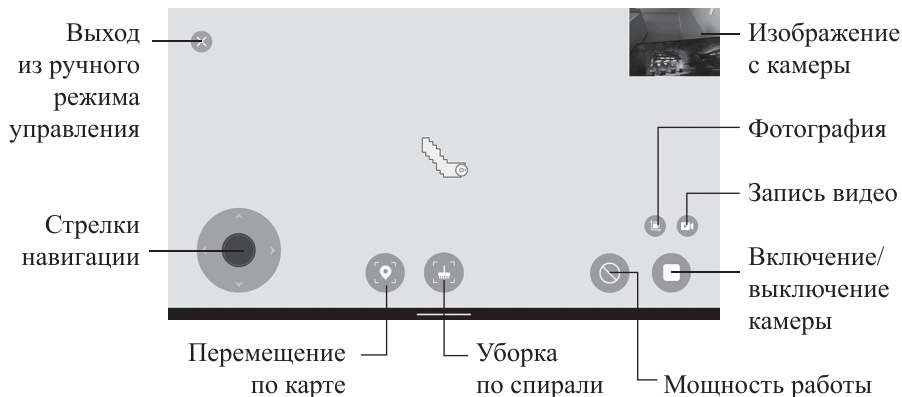 Выход
из ручного
режима
управления
Изображение
с камеры
Фотография
Запись видео
Стрелки
навигации
Включение/
выключение
камеры
Перемещение
по карте
Уборка
по спирали
Мощность работы